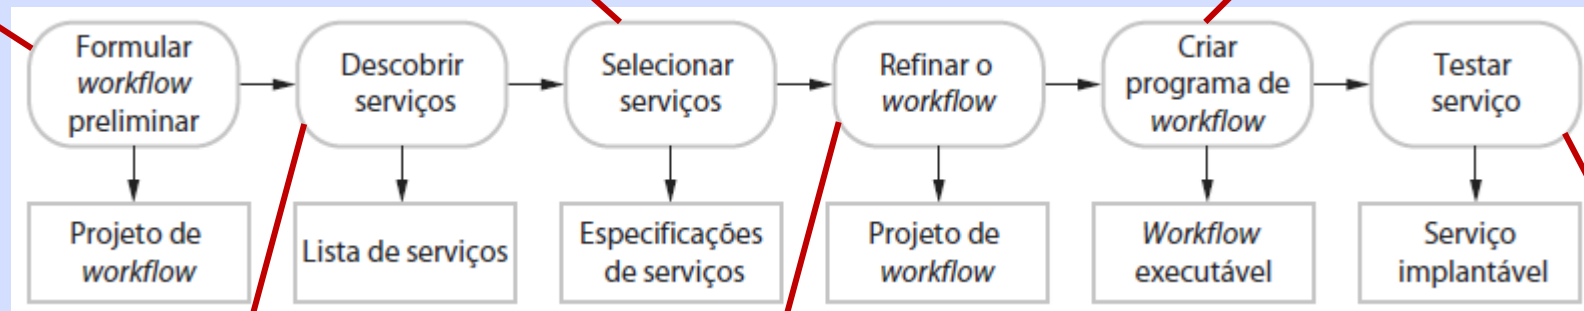 Formular
workflow
preliminar
Descobrir
serviços
Selecionar
serviços
Refinar o
workflow
Criar
programa de
workflow
Testar
serviço
Projeto de
workflow
Lista de serviços
Especificações
de serviços
Projeto de
workflow
Workflow
executável
Serviço
implantável